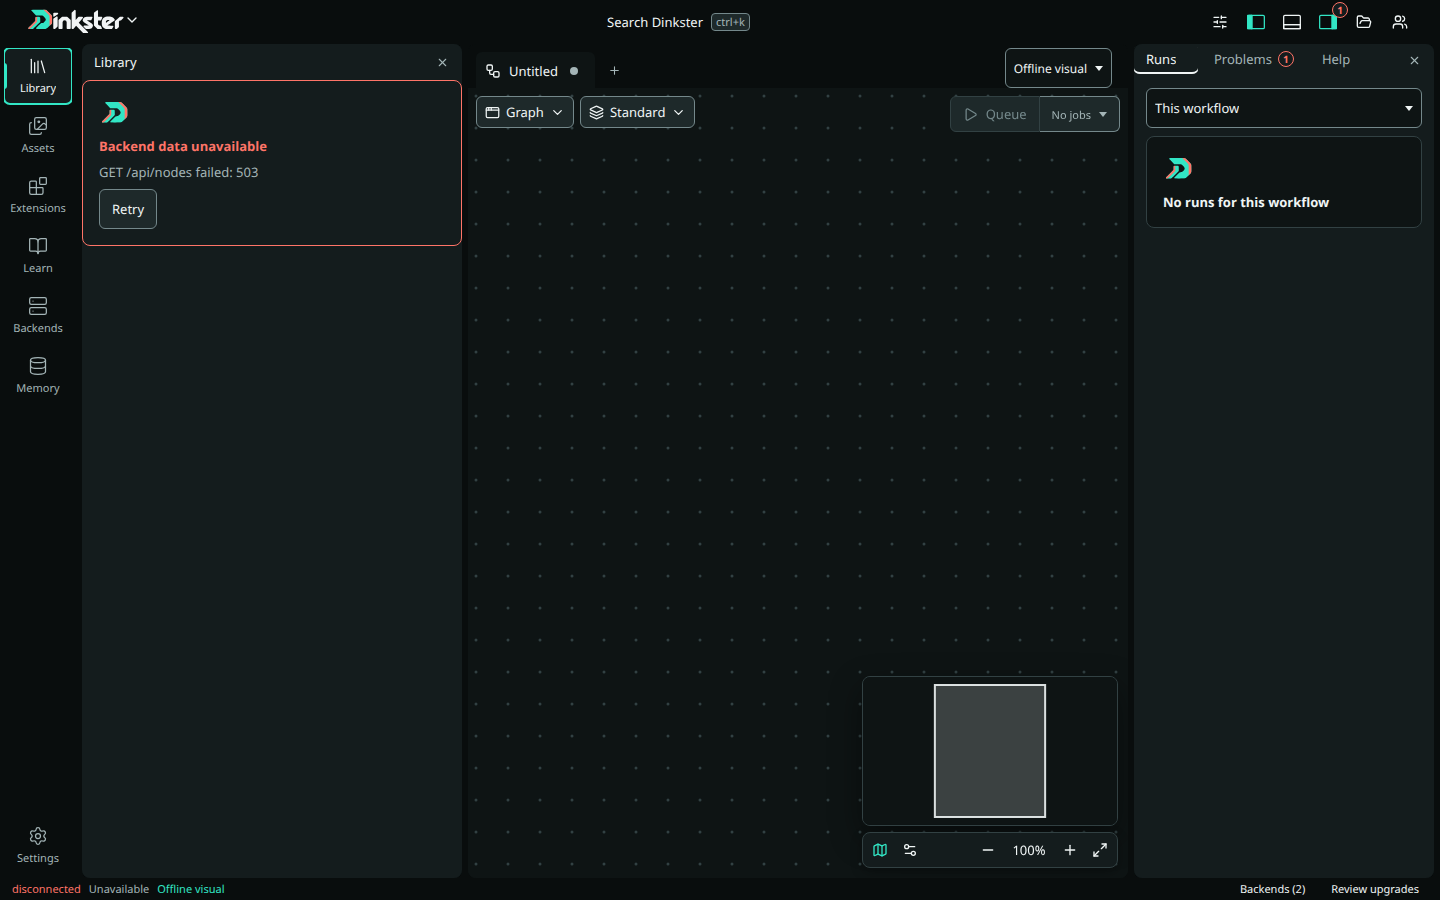 Dinkster
Search Dinkster ctrl+k
1
Library
Assets
Extensions
Learn
Backends
Memory
Settings
Library
Backend data unavailable
GET /api/nodes failed: 503
Retry
Untitled
Offline visual
Graph
Standard
Queue
No jobs
100%
Runs
Problems 1
Help
This workflow
No runs for this workflow
disconnected Unavailable Offline visual
Backends (2) Review upgrades